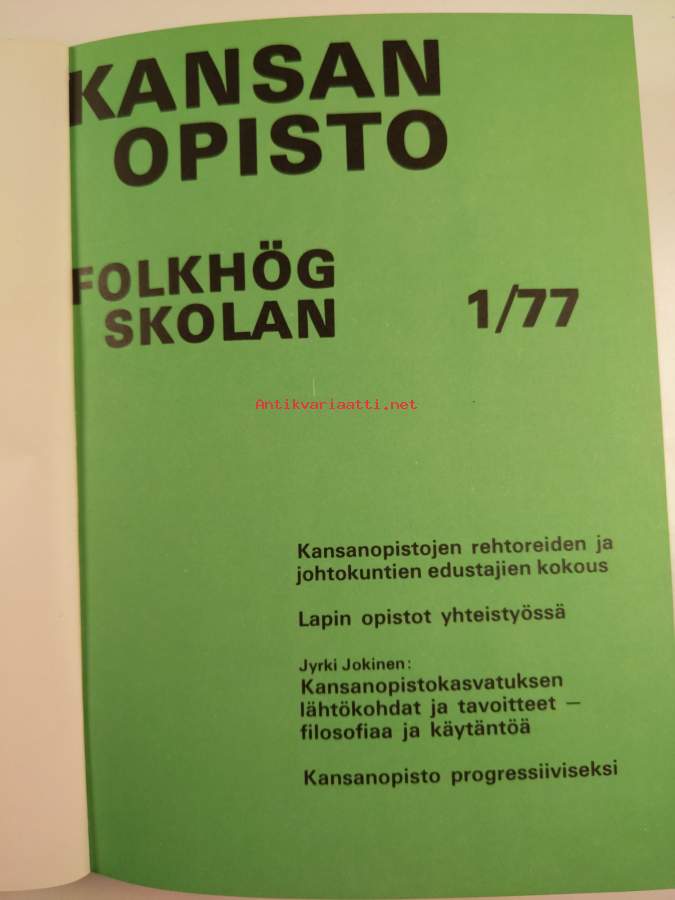 KANSAN
OPISTO
FOLKHÖG
SKOLAN
1/77
Antikvariaatti.net
Kansanopistojen rehtoreiden ja
johtokuntien edustajien kokous
Lapin opistot yhteistyössä
Jyrki Jokinen:
Kansanopistokasvatuksen
lähtökohdat ja tavoitteet —
filosofiaa ja käytäntöä
Kansanopisto progressiiviseksi